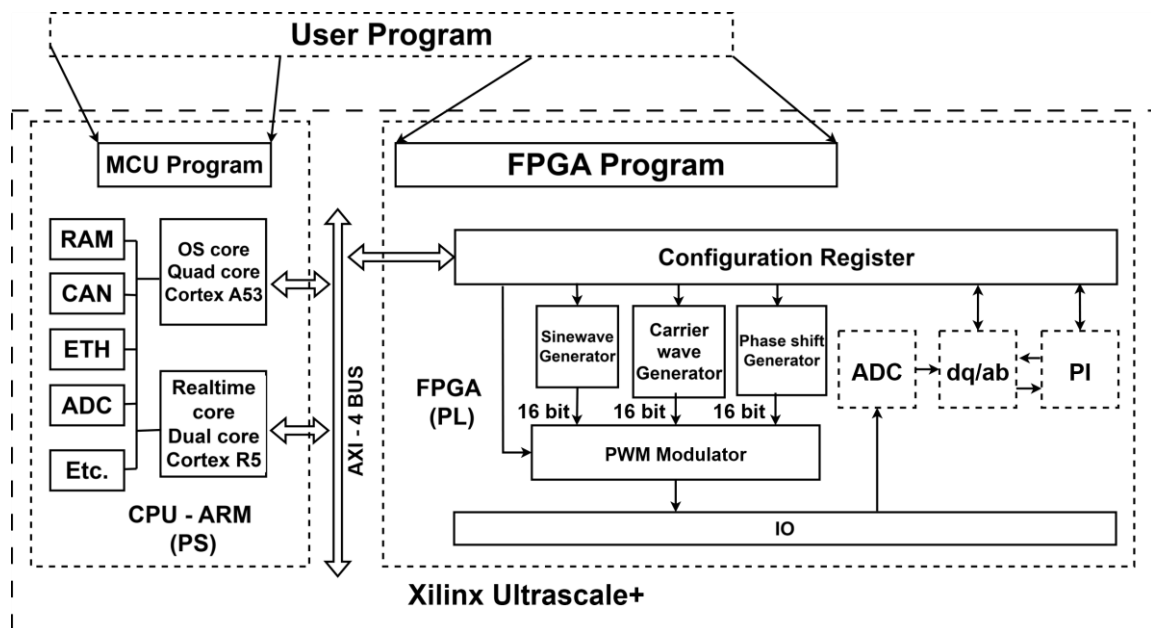 User Program
MCU Program
FPGA Program
RAM
CAN
ETH
ADC
Etc.
OS core
Quad core
Cortex A53
Realtime
core
Dual core
Cortex R5
CPU - ARM
(PS)
AXI - 4 BUS
Configuration Register
Sinewave
Generator
Carrier
wave
Generator
Phase shift
Generator
ADC
dq/ab
PI
FPGA
(PL)
16 bit
16 bit
16 bit
PWM Modulator
IO
Xilinx Ultrascale+